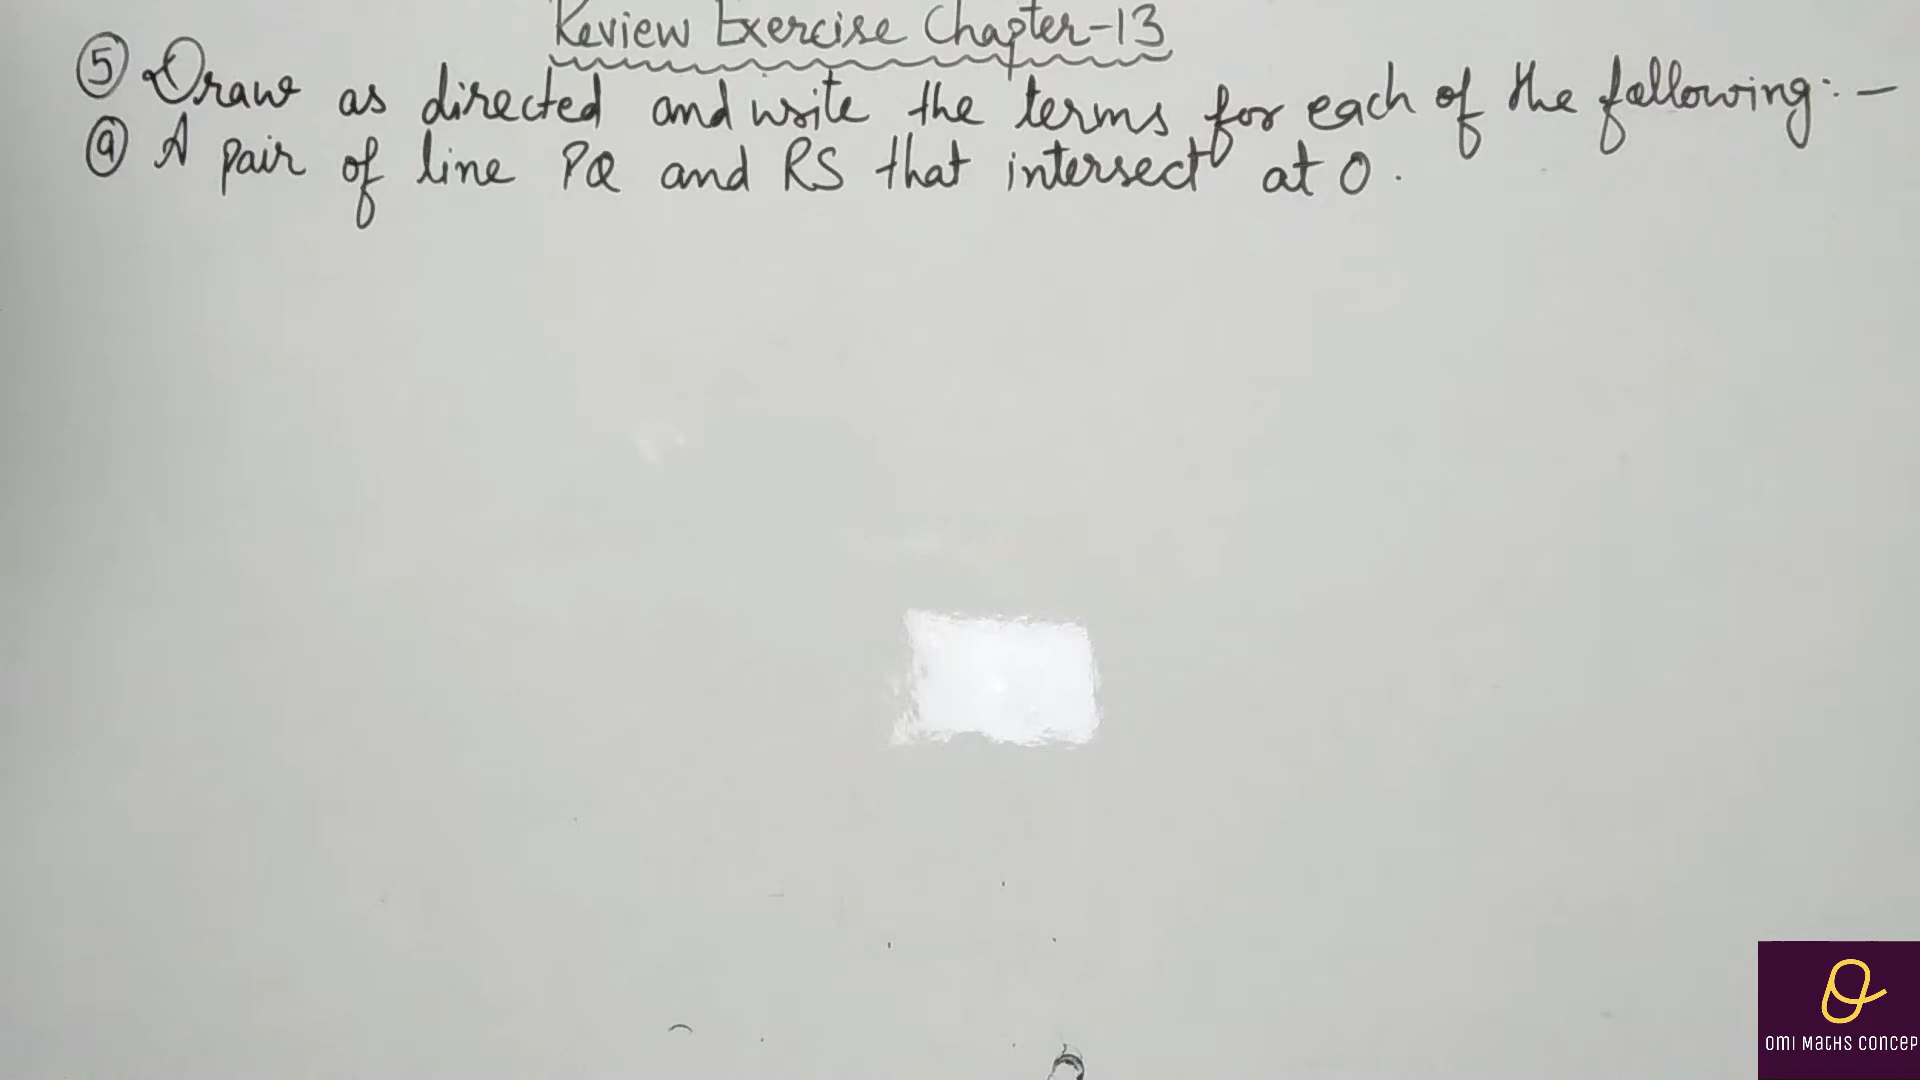 Review Exercise Chapter-13
⑤ Draw as directed and write the terms for each of the following:-
ⓐ A pair of line PQ and RS that intersect at O.
OMI MATHS CONCEP